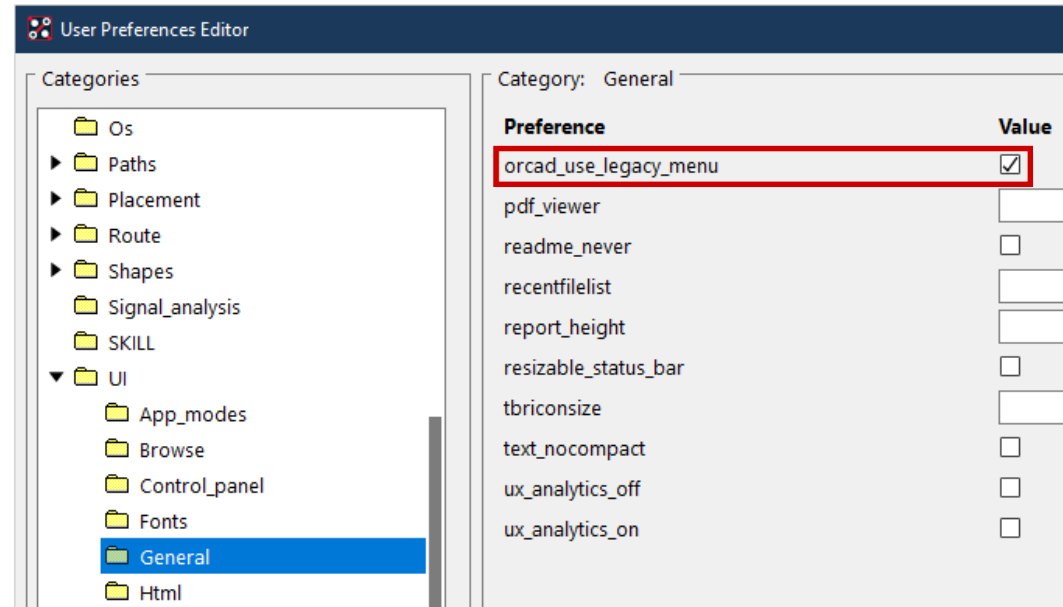 User Preferences Editor
Categories
Os
Paths
Placement
Route
Shapes
Signal_analysis
SKILL
UI
App_modes
Browse
Control_panel
Fonts
General
Html
Category: General
Preference Value
orcad_use_legacy_menu
pdf_viewer
readme_never
recentfilelist
report_height
resizable_status_bar
tbriconsize
text_nocompact
ux_analytics_off
ux_analytics_on